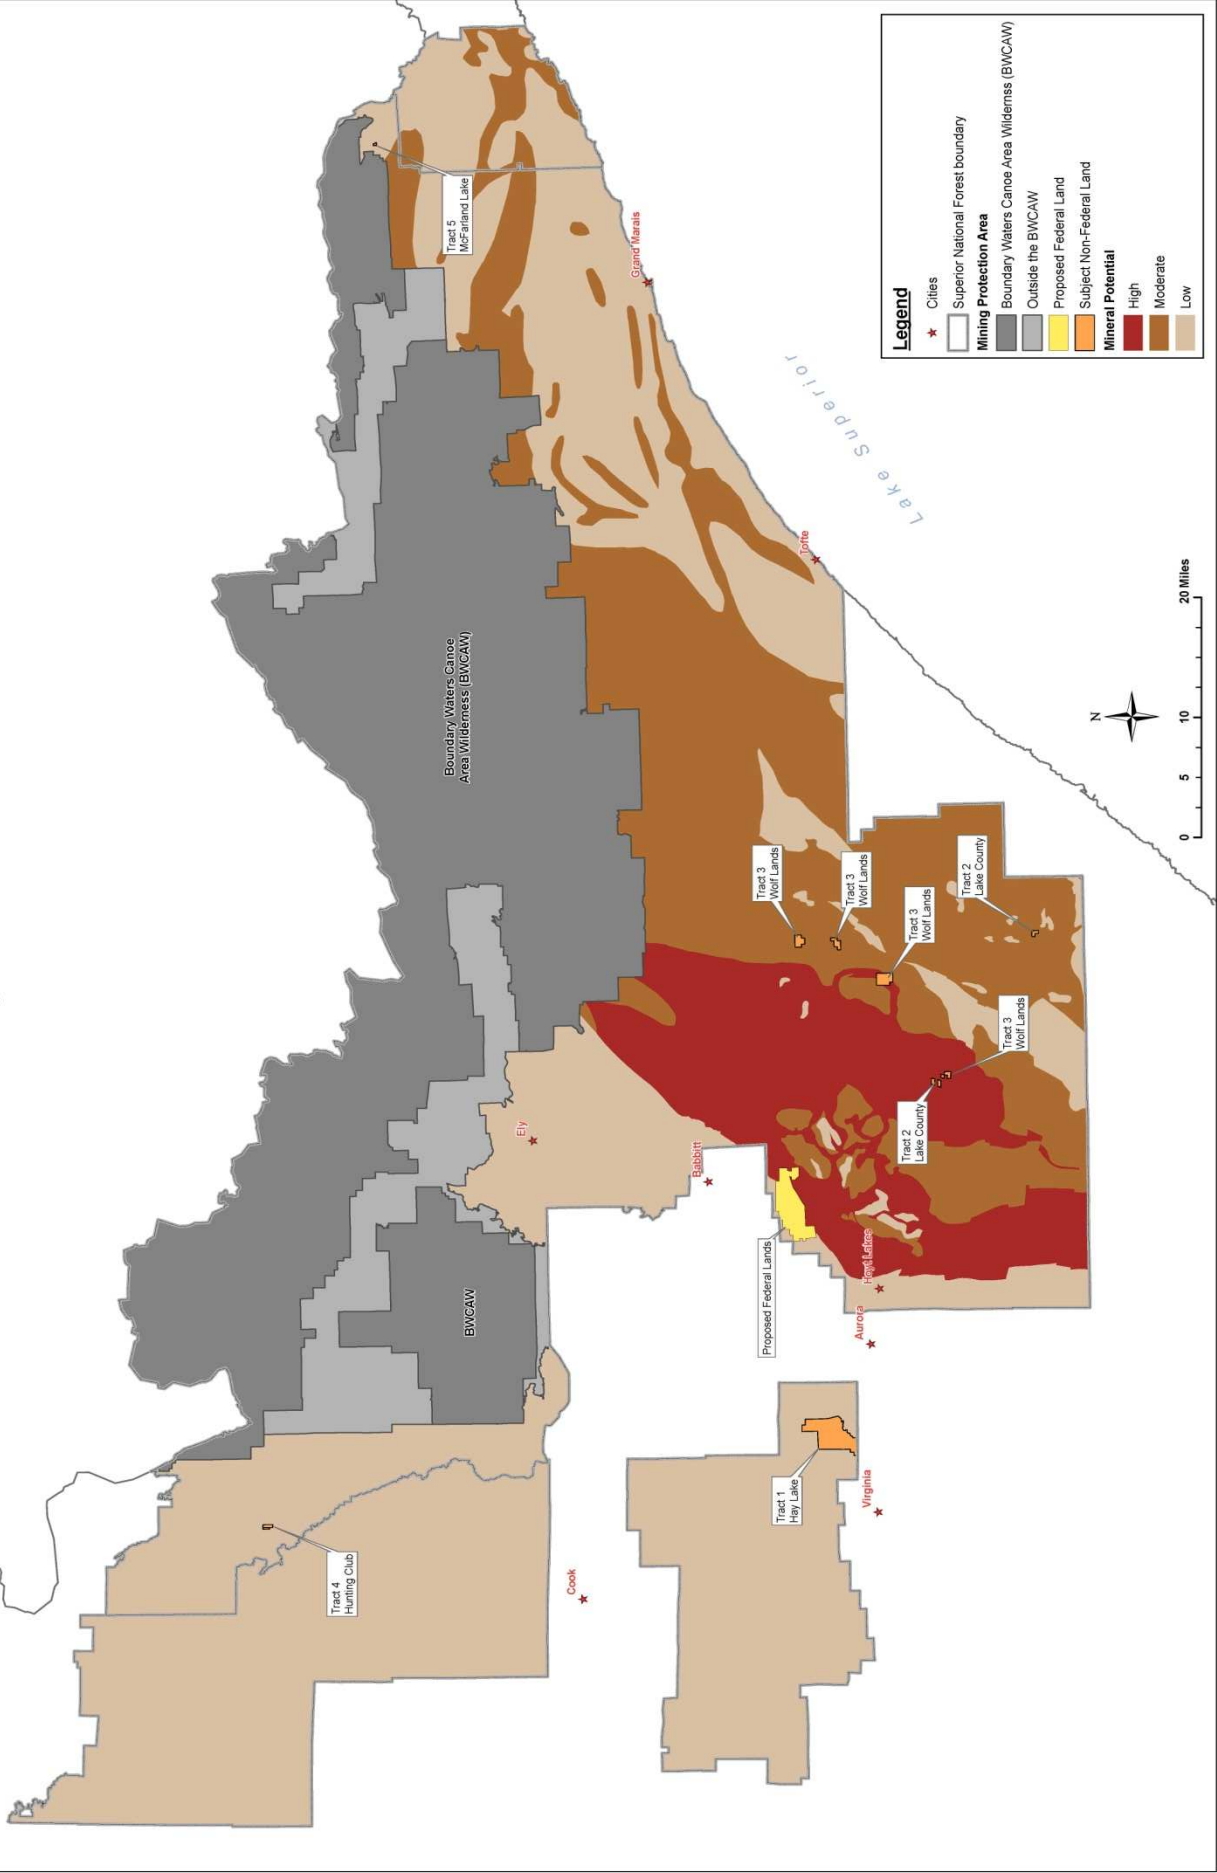 Tract 4
Hunting Club
Cook
Tract 1
Hay Lake
Virginia
BWCAW
Boundary Waters Canoe
Area Wilderness (BWCAW)
Ely
Babbitt
Proposed Federal Lands
Aurora
Hoyt Lakes
Tract 2
Lake County
Tract 3
Wolf Lands
Tract 3
Wolf Lands
Tract 3
Wolf Lands
Tract 3
Wolf Lands
Tract 2
Lake County
Tract 5
McFarland Lake
Grand Marais
Tofte
Lake Superior
N
0 5 10 20 Miles
Legend
Cities
Superior National Forest boundary
Mining Protection Area
Boundary Waters Canoe Area Wildernss (BWCAW)
Outside the BWCAW
Proposed Federal Land
Subject Non-Federal Land
Mineral Potential
High
Moderate
Low